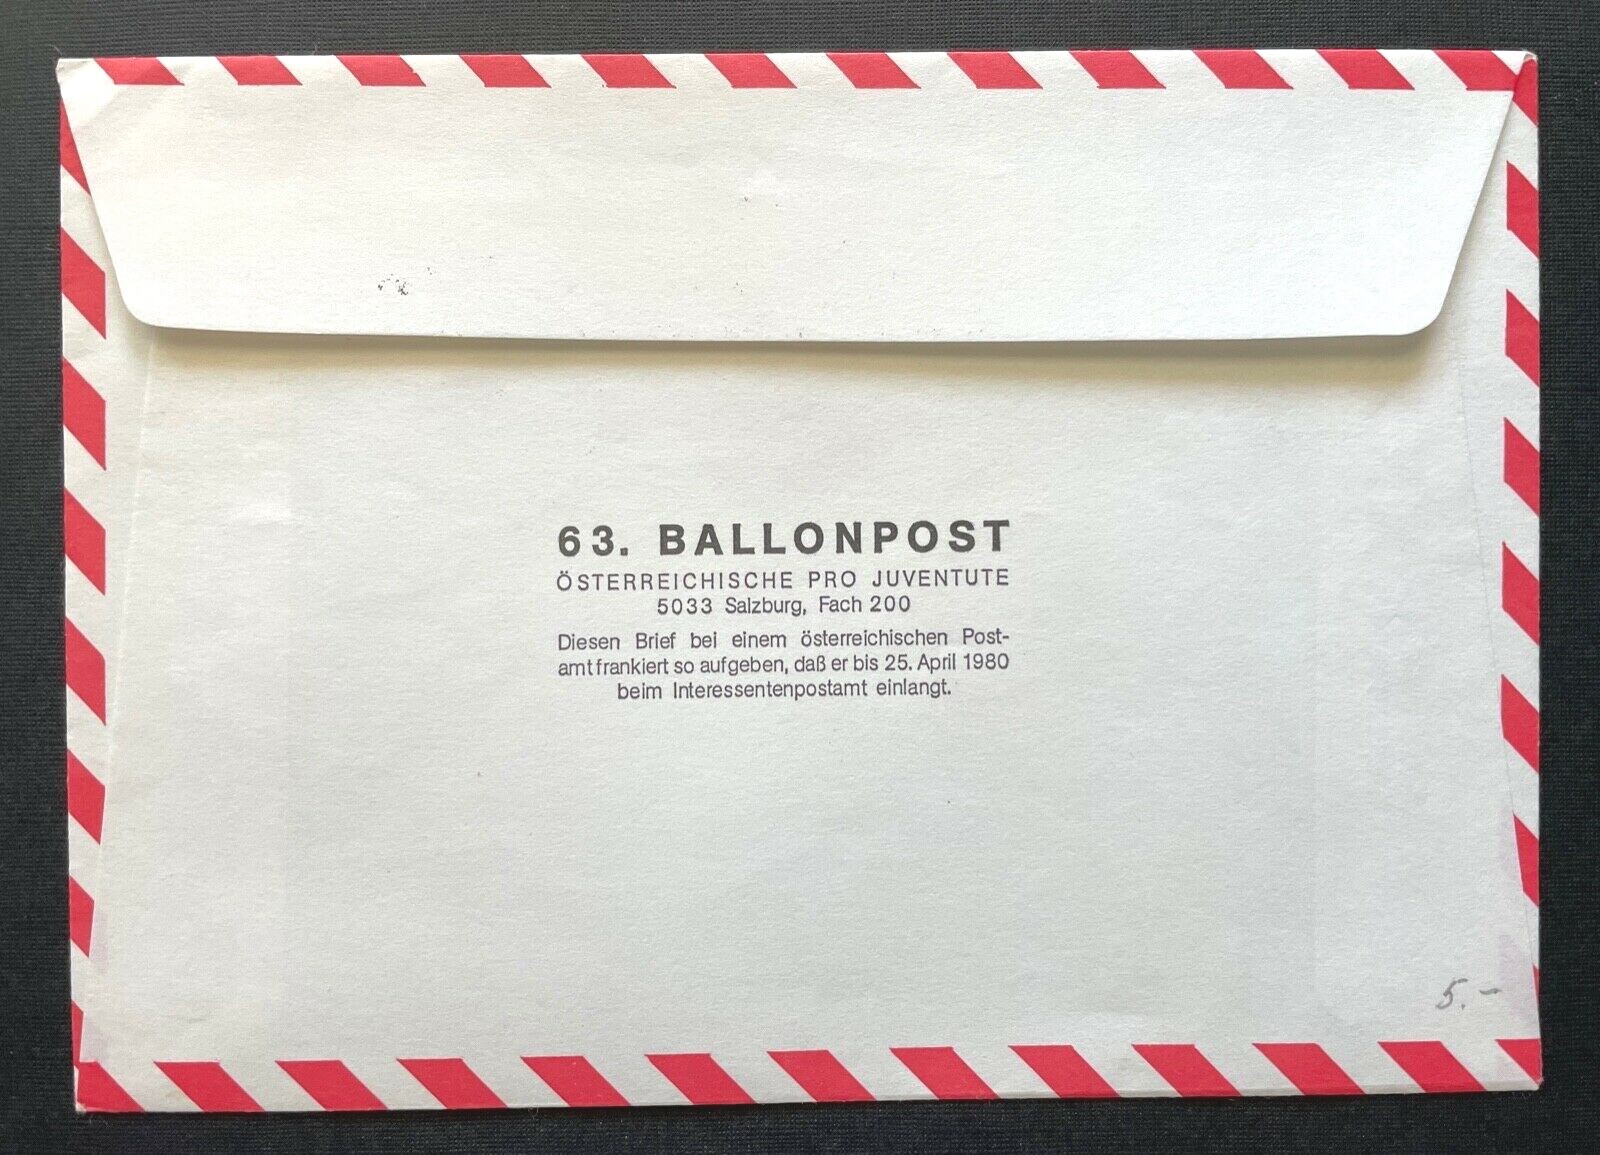 63. BALLONPOST
ÖSTERREICHISCHE PRO JUVENTUTE
5033 Salzburg, Fach 200
Diesen Brief bei einem österreichischen Post-
amt frankiert so aufgeben, daß er bis 25. April 1980
beim Interessentenpostamt einlangt.
5.-